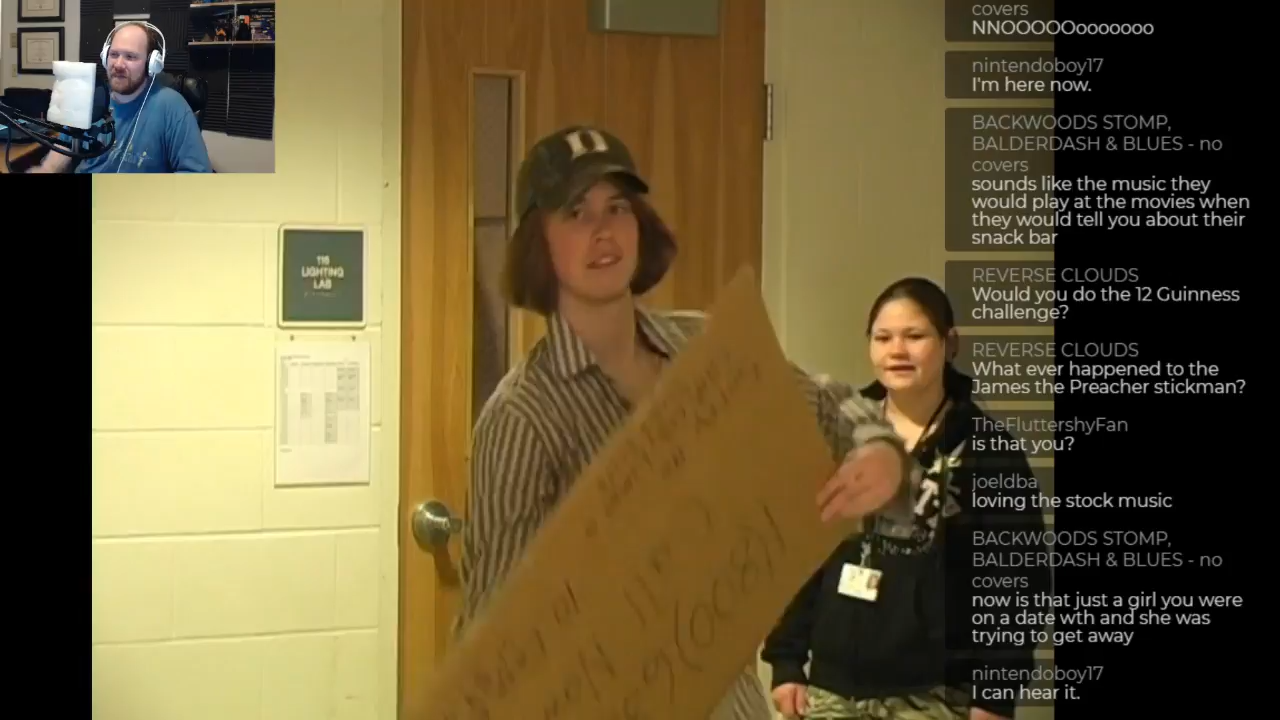 116
LIGHTING
LAB
covers
NNOOOOOooooooo
nintendoboy17
I'm here now.
BACKWOODS STOMP,
BALDERDASH & BLUES - no
covers
sounds like the music they
would play at the movies when
they would tell you about their
snack bar
REVERSE CLOUDS
Would you do the 12 Guinness
challenge?
REVERSE CLOUDS
What ever happened to the
James the Preacher stickman?
TheFluttershyFan
is that you?
joeldba
loving the stock music
BACKWOODS STOMP,
BALDERDASH & BLUES - no
covers
now is that just a girl you were
on a date wth and she was
trying to get away
nintendoboy17
I can hear it.